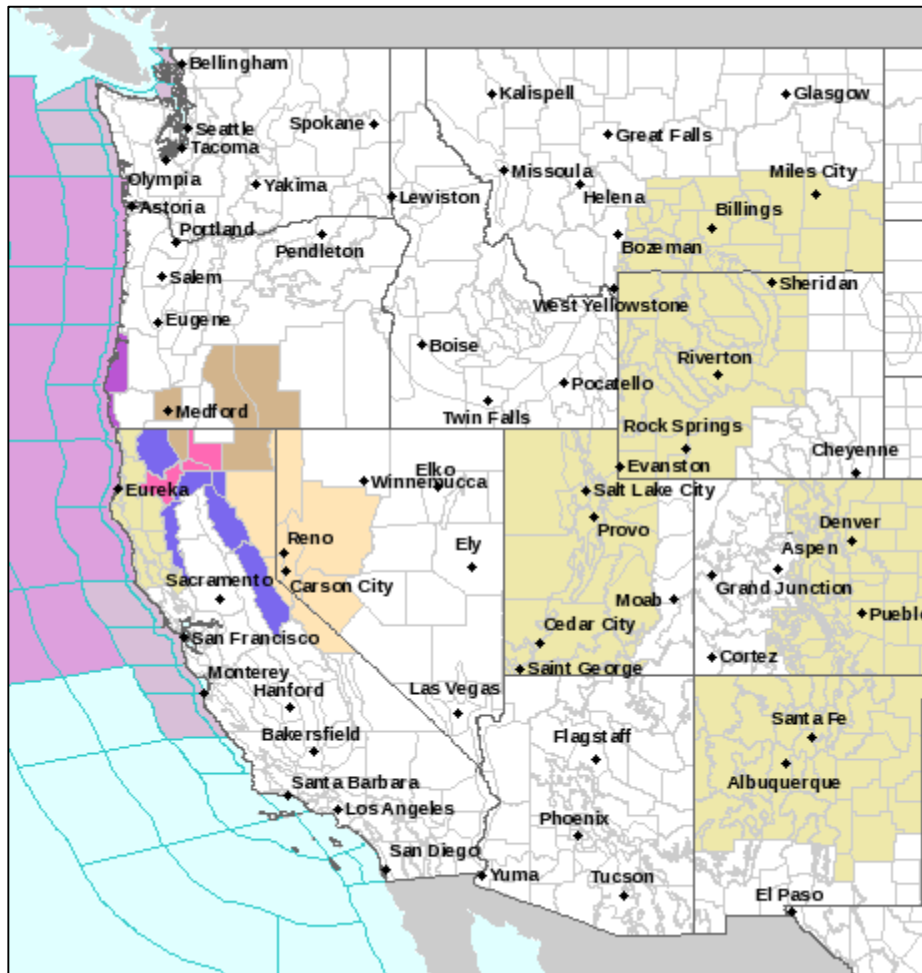 Bellingham
Kalispell
Glasgow
Seattle
Spokane
Great Falls
Tacoma
Olympia
Missoula
Miles City
Yakima
Lewiston
Helena
Astoria
Billings
Portland
Pendleton
Bozeman
Salem
Sheridan
West Yellowstone
Eugene
Boise
Riverton
Pocatello
Medford
Twin Falls
Rock Springs
Cheyenne
Elko
Evanston
Winnemucca
Eureka
Salt Lake City
Provo
Denver
Reno
Ely
Aspen
Carson City
Sacramento
Grand Junction
Moab
Pueblo
Cedar City
San Francisco
Cortez
Saint George
Monterey
Hanford
Las Vegas
Santa Fe
Bakersfield
Flagstaff
Albuquerque
Santa Barbara
Los Angeles
Phoenix
San Diego
Yuma
Tucson
El Paso